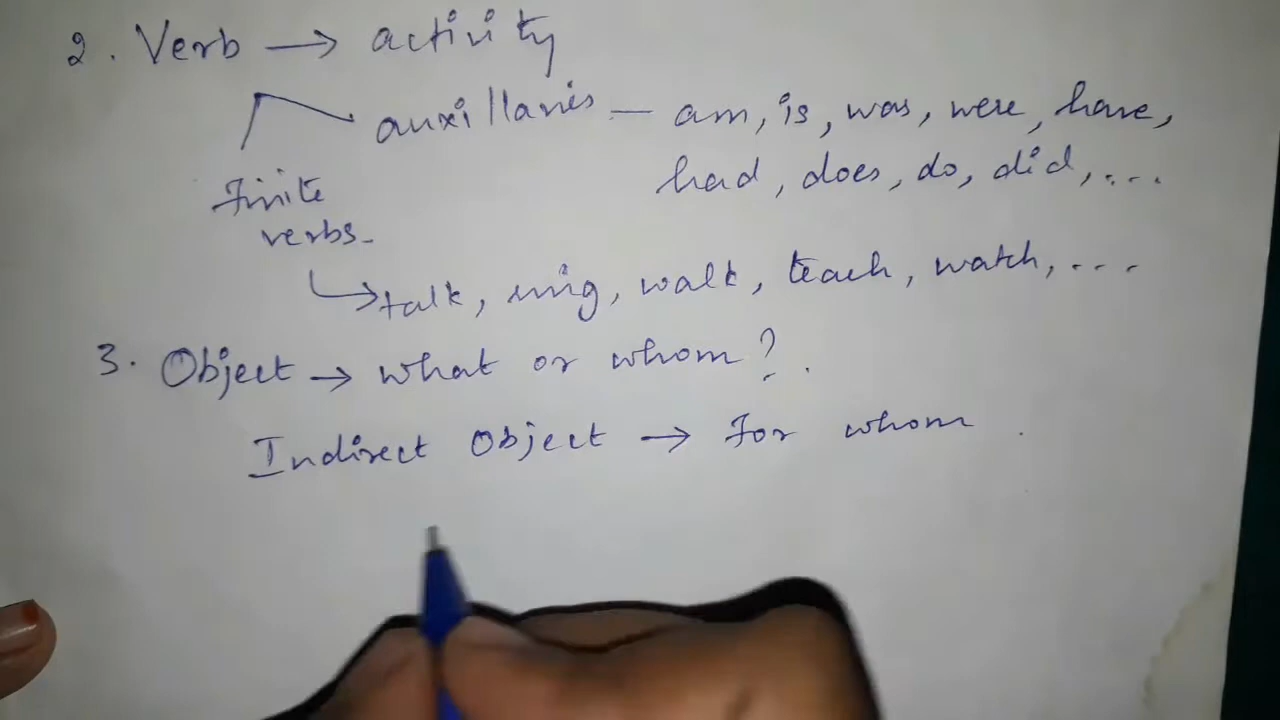 2. Verb → activity
auxillaries — am, is, was, were, have,
had, does, do, did, ....
Finite
verbs-
↳ talk, sing, walk, teach, watch, ....
3. Object → what or whom?.
Indirect Object → For whom.